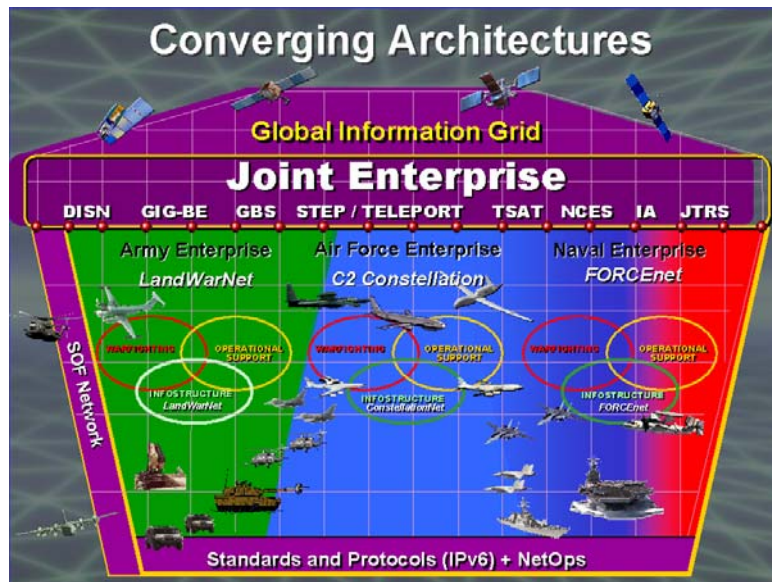 Converging Architectures
Global Information Grid
Joint Enterprise
DISN GIG-BE GBS STEP / TELEPORT TSAT NCES IA JTRS
Army Enterprise
LandWarNet
Air Force Enterprise
C2 Constellation
Naval Enterprise
FORCEnet
SOF Network
WARFIGHTING
OPERATIONAL
SUPPORT
INFOSTRUCTURE
LandWarNet
WARFIGHTING
OPERATIONAL
SUPPORT
INFOSTRUCTURE
ConstellationNet
WARFIGHTING
OPERATIONAL
SUPPORT
INFOSTRUCTURE
FORCEnet
Standards and Protocols (IPv6) + NetOps